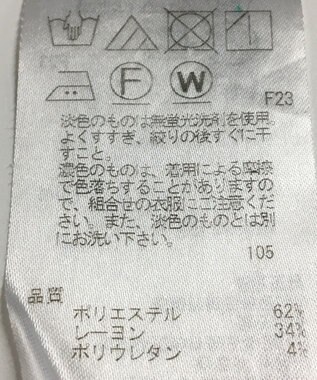 F W
F23
淡色のものは無蛍光洗剤を使用、
よくすすぎ、絞りの後すぐに干
すこと。
濃色のものは、着用による摩擦
で色落ちすることがありますの
で、組合せの衣服にご注意くだ
さい。また、淡色のものとは別
にお洗い下さい。
105
品質
ポリエステル 62%
レーヨン 34%
ポリウレタン 4%